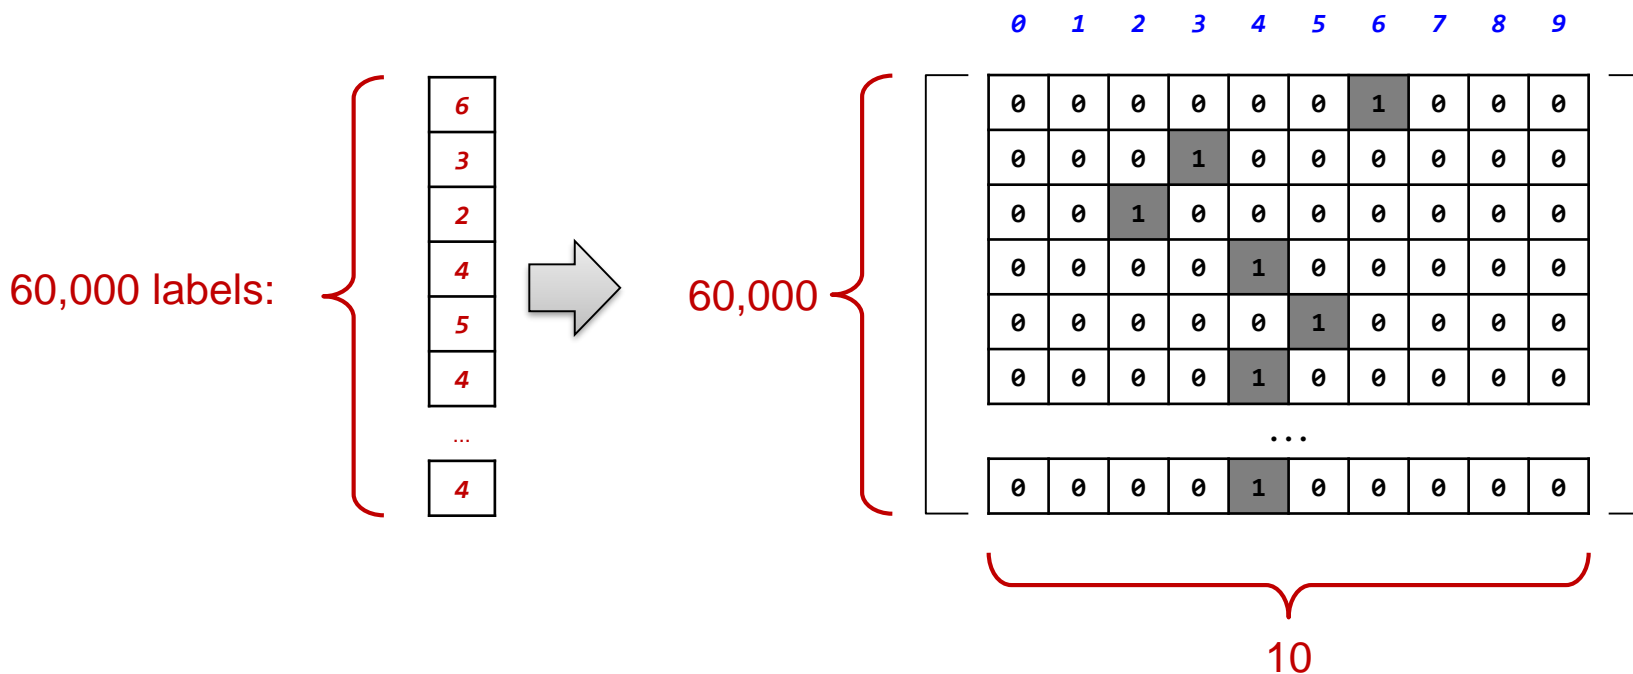 0 1 2 3 4 5 6 7 8 9
60,000 labels:
6
3
2
4
5
4
...
4
60,000
0 0 0 0 0 0 1 0 0 0
0 0 0 1 0 0 0 0 0 0
0 0 1 0 0 0 0 0 0 0
0 0 0 0 1 0 0 0 0 0
0 0 0 0 0 1 0 0 0 0
0 0 0 0 1 0 0 0 0 0
...
0 0 0 0 1 0 0 0 0 0
10